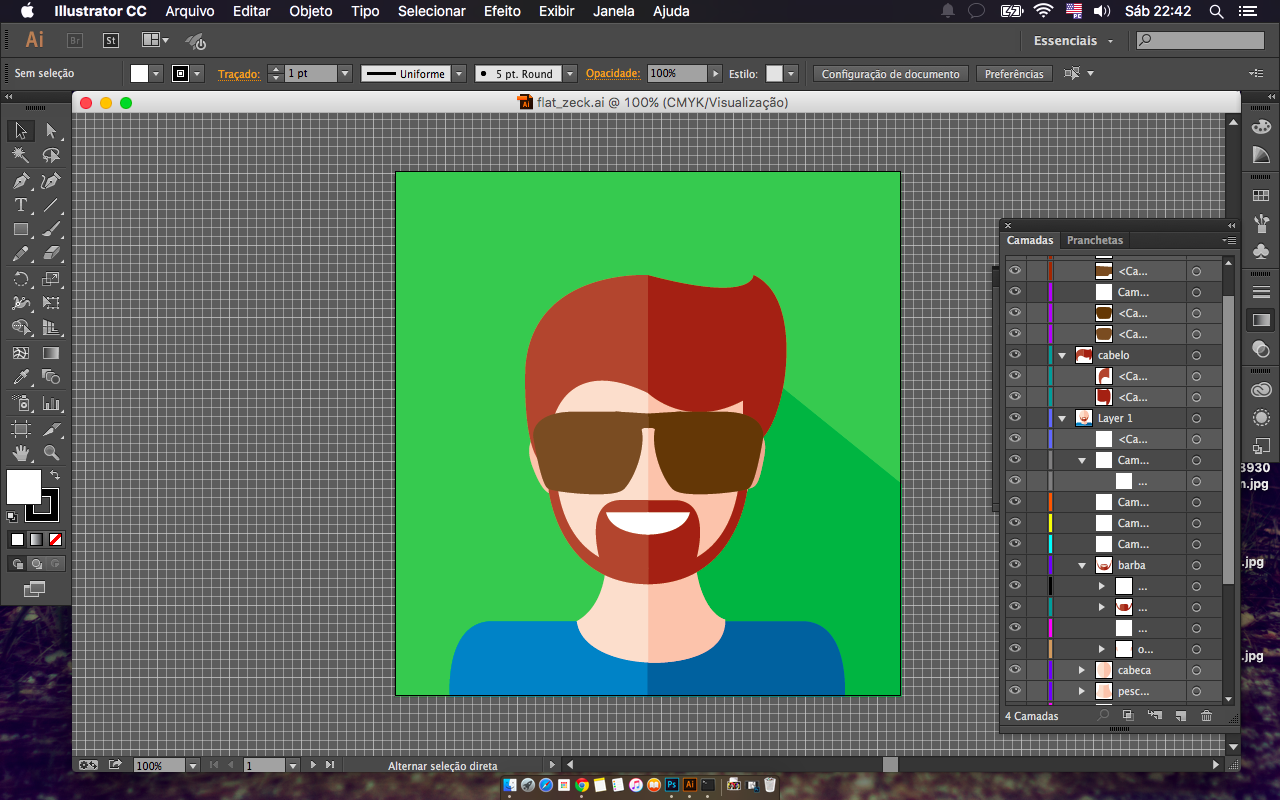 Illustrator CC Arquivo Editar Objeto Tipo Selecionar Efeito Exibir Janela Ajuda Sáb 22:42
Ai Br St Essenciais
Sem seleção Traçado: 1 pt Uniforme 5 pt. Round Opacidade: 100% Estilo: Configuração de documento Preferências
flat_zeck.ai @ 100% (CMYK/Visualização)
T
Camadas Pranchetas
<Ca...
Cam...
<Ca...
<Ca...
cabelo
<Ca...
<Ca...
Layer 1
<Ca...
Cam...
...
Cam...
Cam...
Cam...
barba
...
...
...
o...
cabeca
pesc...
4 Camadas
8930
n.jpg
.jpg
.jpg
100% 1 Alternar seleção direta
Ps Ai